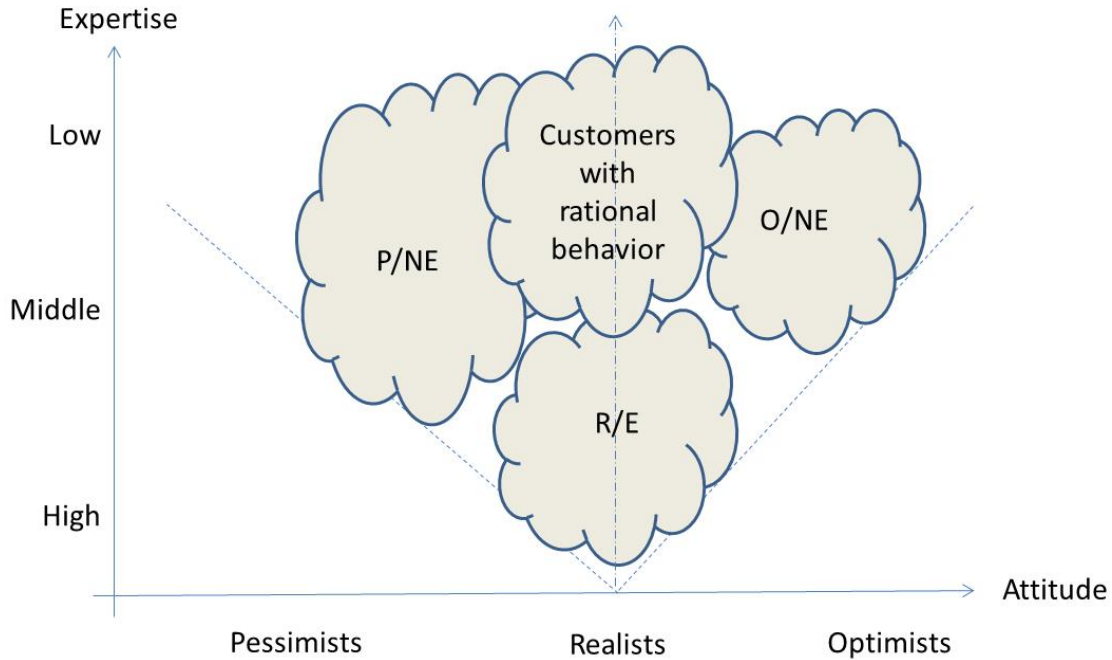 Expertise
Low
Customers
with
rational
behavior
O/NE
P/NE
Middle
R/E
High
Attitude
Pessimists
Realists
Optimists